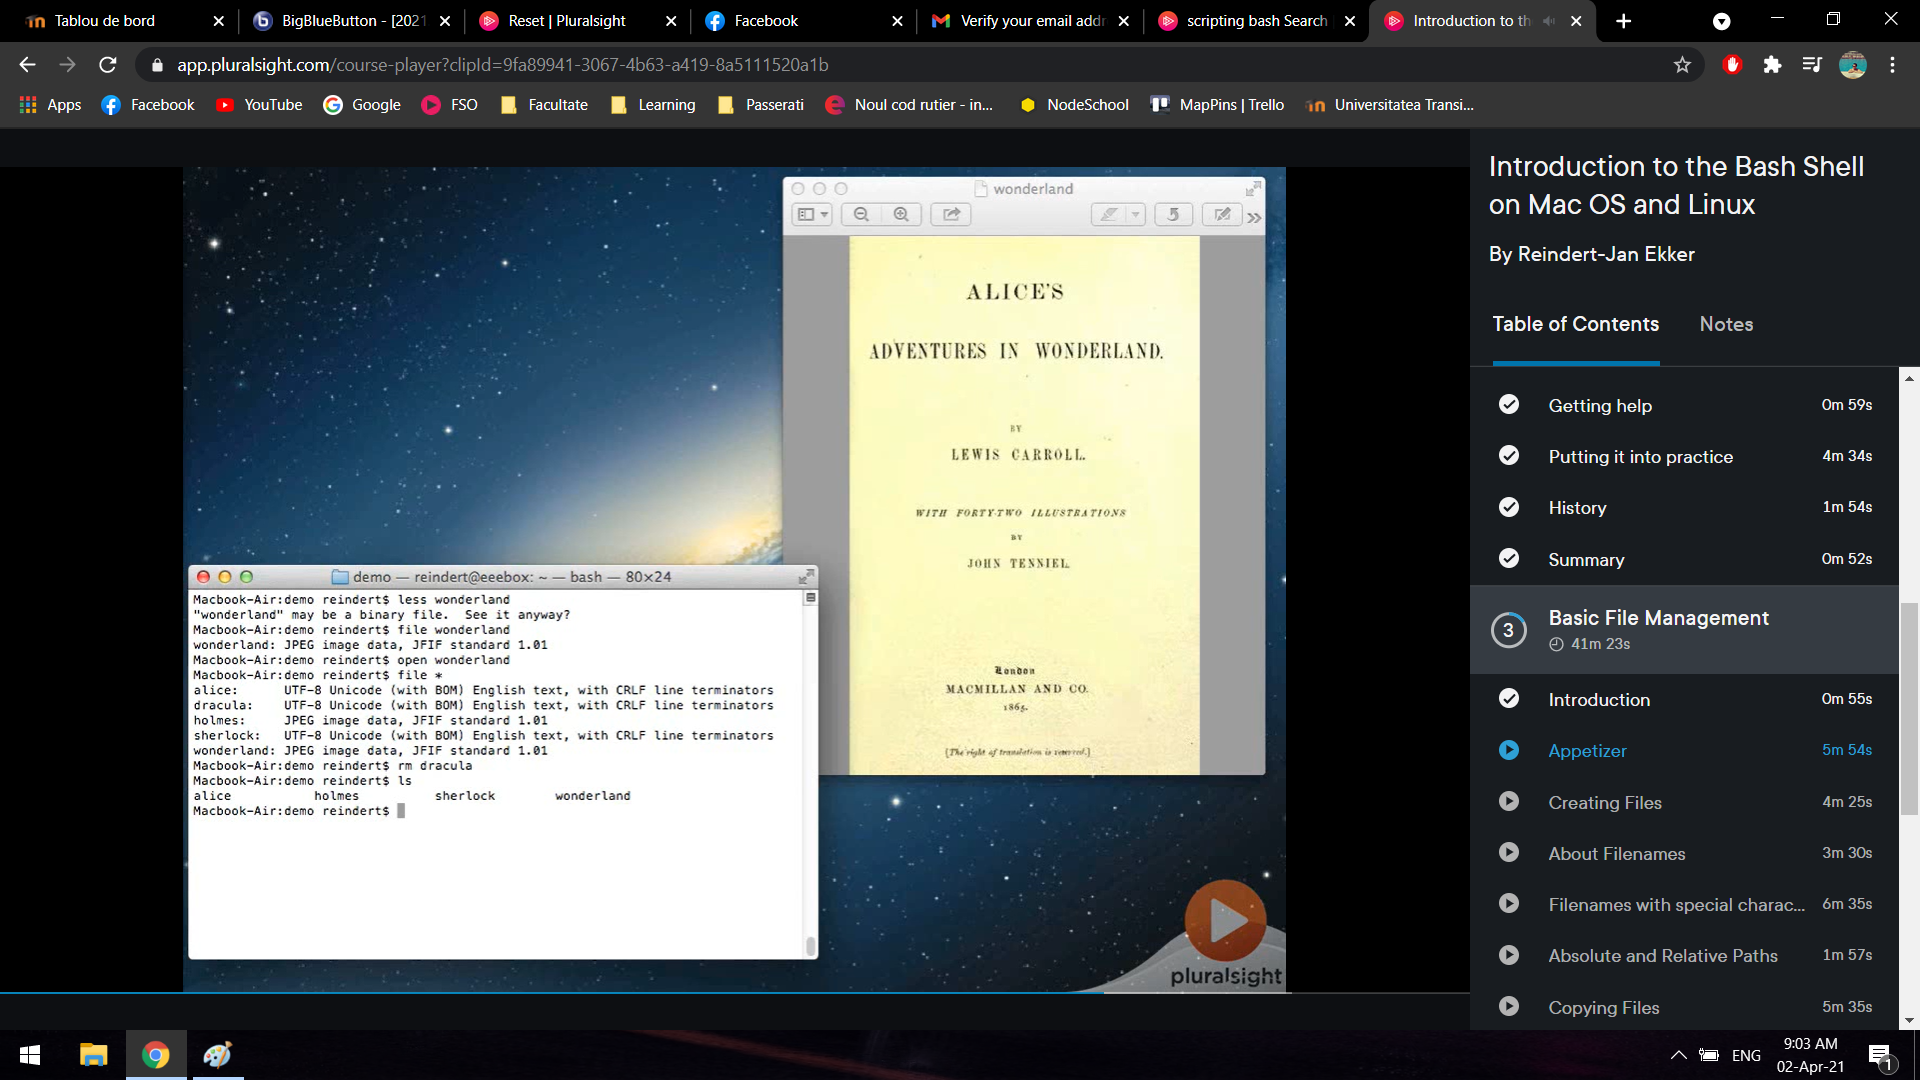 Tablou de bord
BigBlueButton - [2021
Reset | Pluralsight
Facebook
Verify your email addr
scripting bash Search
Introduction to th
app.pluralsight.com/course-player?clipId=9fa89941-3067-4b63-a419-8a5111520a1b
Apps
Facebook
YouTube
Google
FSO
Facultate
Learning
Passerati
Noul cod rutier - in...
NodeSchool
MapPins | Trello
Universitatea Transi...
wonderland
ALICE'S
ADVENTURES IN WONDERLAND.
BY
LEWIS CARROLL.
WITH FORTY-TWO ILLUSTRATIONS
BY
JOHN TENNIEL.
London
MACMILLAN AND CO.
1865.
[The right of translation is reserved.]
demo — reindert@eeebox: ~ — bash — 80×24
Macbook-Air:demo reindert$ less wonderland
"wonderland" may be a binary file.  See it anyway?
Macbook-Air:demo reindert$ file wonderland
wonderland: JPEG image data, JFIF standard 1.01
Macbook-Air:demo reindert$ open wonderland
Macbook-Air:demo reindert$ file *
alice:      UTF-8 Unicode (with BOM) English text, with CRLF line terminators
dracula:    UTF-8 Unicode (with BOM) English text, with CRLF line terminators
holmes:     JPEG image data, JFIF standard 1.01
sherlock:   UTF-8 Unicode (with BOM) English text, with CRLF line terminators
wonderland: JPEG image data, JFIF standard 1.01
Macbook-Air:demo reindert$ rm dracula
Macbook-Air:demo reindert$ ls
alice           holmes          sherlock        wonderland
Macbook-Air:demo reindert$
pluralsight
Introduction to the Bash Shell
on Mac OS and Linux
By Reindert-Jan Ekker
Table of Contents
Notes
Getting help 0m 59s
Putting it into practice 4m 34s
History 1m 54s
Summary 0m 52s
3
Basic File Management
41m 23s
Introduction 0m 55s
Appetizer 5m 54s
Creating Files 4m 25s
About Filenames 3m 30s
Filenames with special charac... 6m 35s
Absolute and Relative Paths 1m 57s
Copying Files 5m 35s
ENG
9:03 AM
02-Apr-21
1